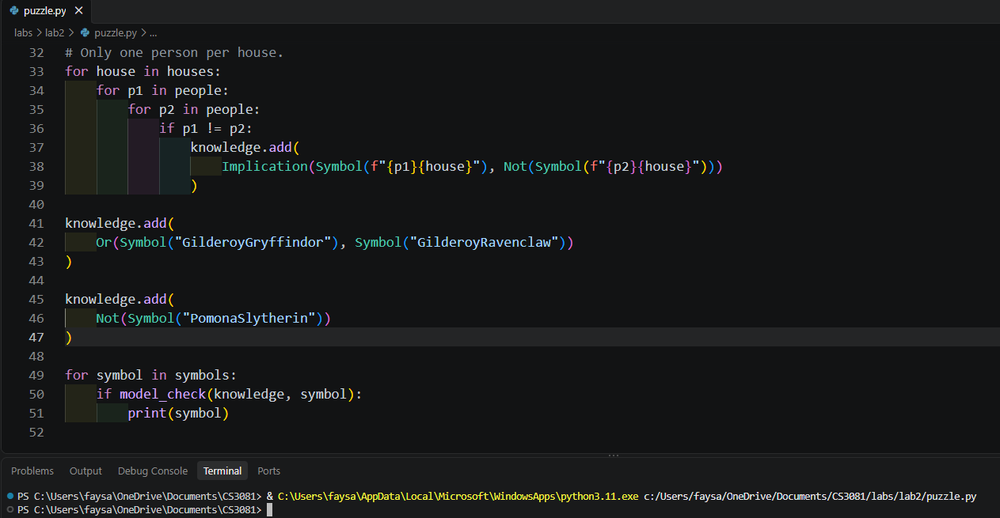 puzzle.py
labs > lab2 > puzzle.py > ...
32 # Only one person per house.
33 for house in houses:
34     for p1 in people:
35         for p2 in people:
36             if p1 != p2:
37                 knowledge.add(
38                     Implication(Symbol(f"{p1}{house}"), Not(Symbol(f"{p2}{house}")))
39                 )
40
41 knowledge.add(
42     Or(Symbol("GilderoyGryffindor"), Symbol("GilderoyRavenclaw"))
43 )
44
45 knowledge.add(
46     Not(Symbol("PomonaSlytherin"))
47 )
48
49 for symbol in symbols:
50     if model_check(knowledge, symbol):
51         print(symbol)
52
Problems Output Debug Console Terminal Ports
PS C:\Users\faysa\OneDrive\Documents\CS3081> & C:\Users\faysa\AppData\Local\Microsoft\WindowsApps\python3.11.exe c:/Users/faysa/OneDrive/Documents/CS3081/labs/lab2/puzzle.py
PS C:\Users\faysa\OneDrive\Documents\CS3081>